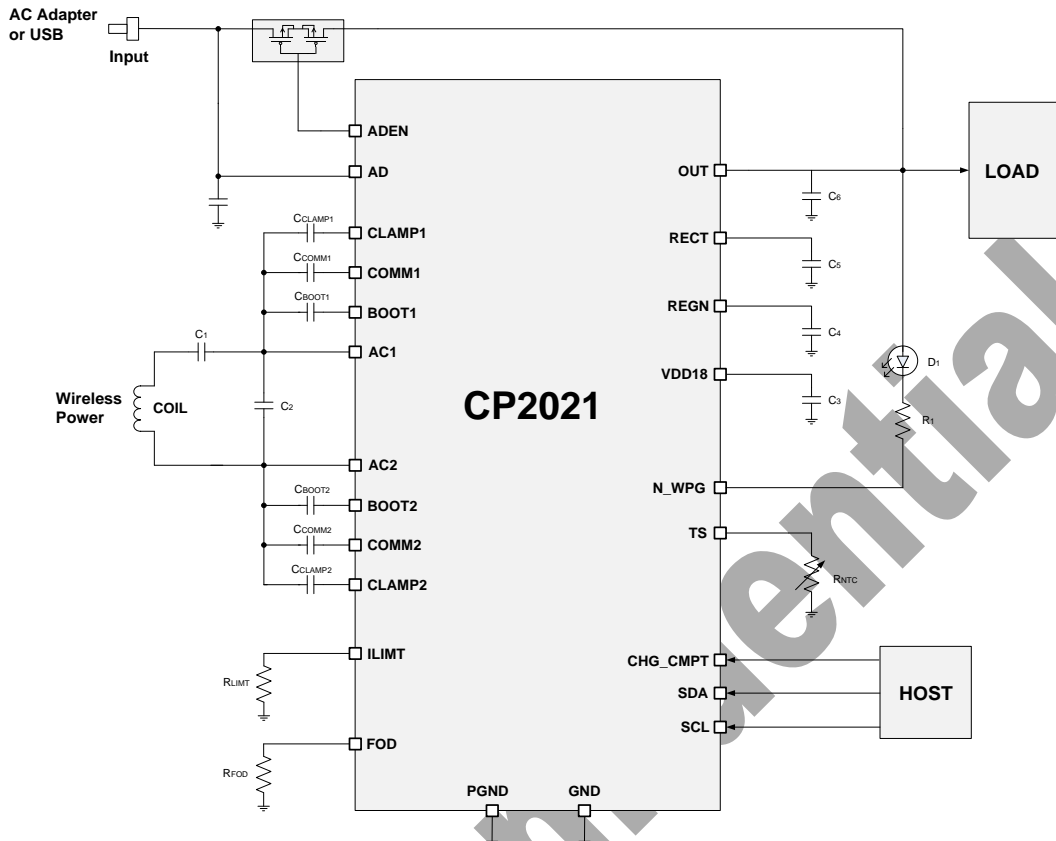 AC Adapter
or USB
Input
ADEN
AD
CCLAMP1
CLAMP1
CCOMM1
COMM1
CBOOT1
BOOT1
C1
AC1
Wireless
Power
COIL
C2
AC2
CBOOT2
BOOT2
CCOMM2
COMM2
CCLAMP2
CLAMP2
RLIMT
ILIMT
RFOD
FOD
CP2021
PGND
GND
OUT
C6
LOAD
RECT
C5
REGN
C4
VDD18
C3
D1
R1
N_WPG
TS
RNTC
CHG_CMPT
SDA
SCL
HOST